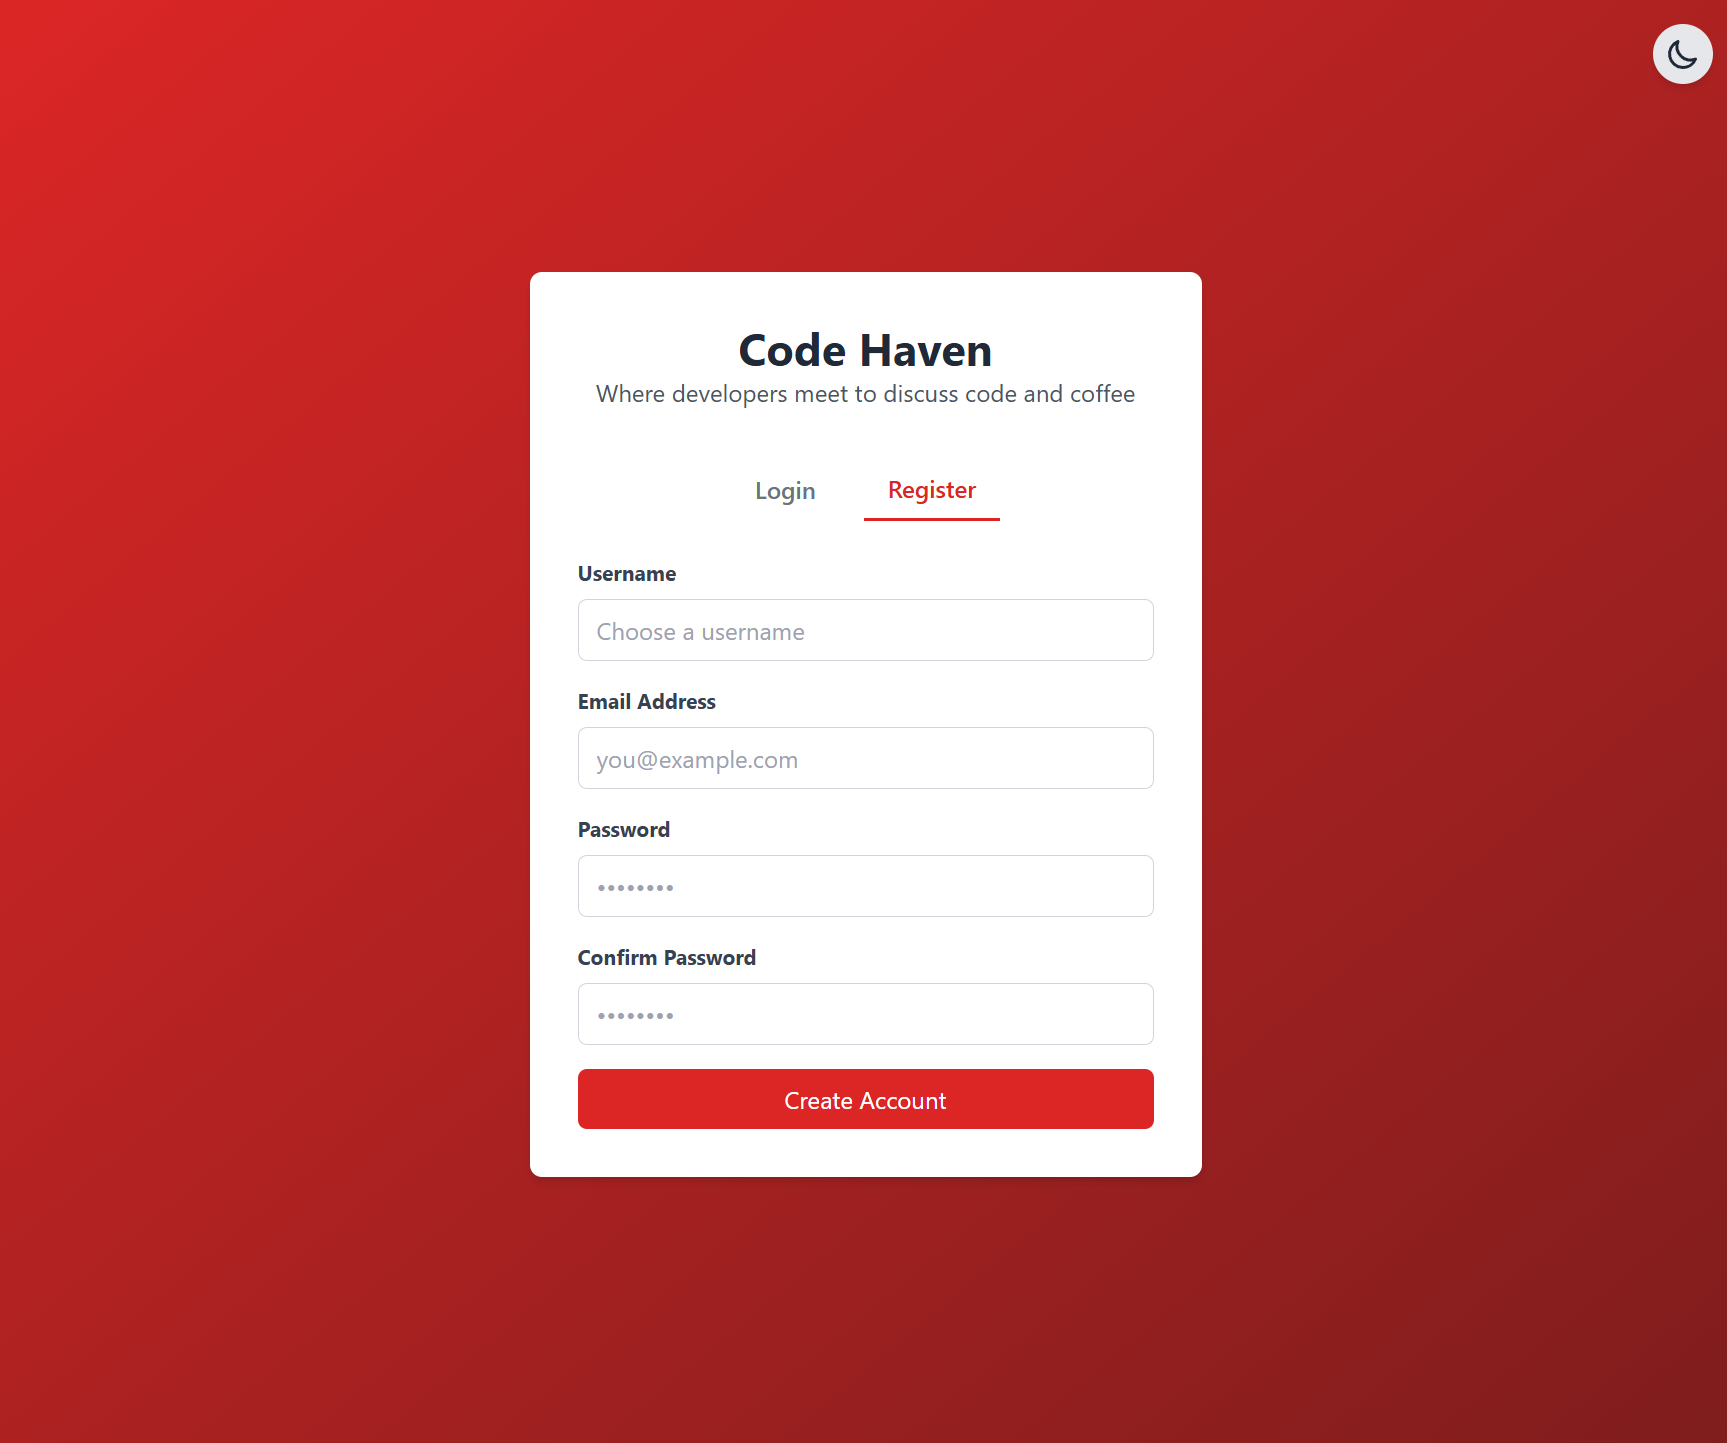 Code Haven
Where developers meet to discuss code and coffee
Login Register
Username
Choose a username
Email Address
you@example.com
Password
••••••••
Confirm Password
••••••••
Create Account